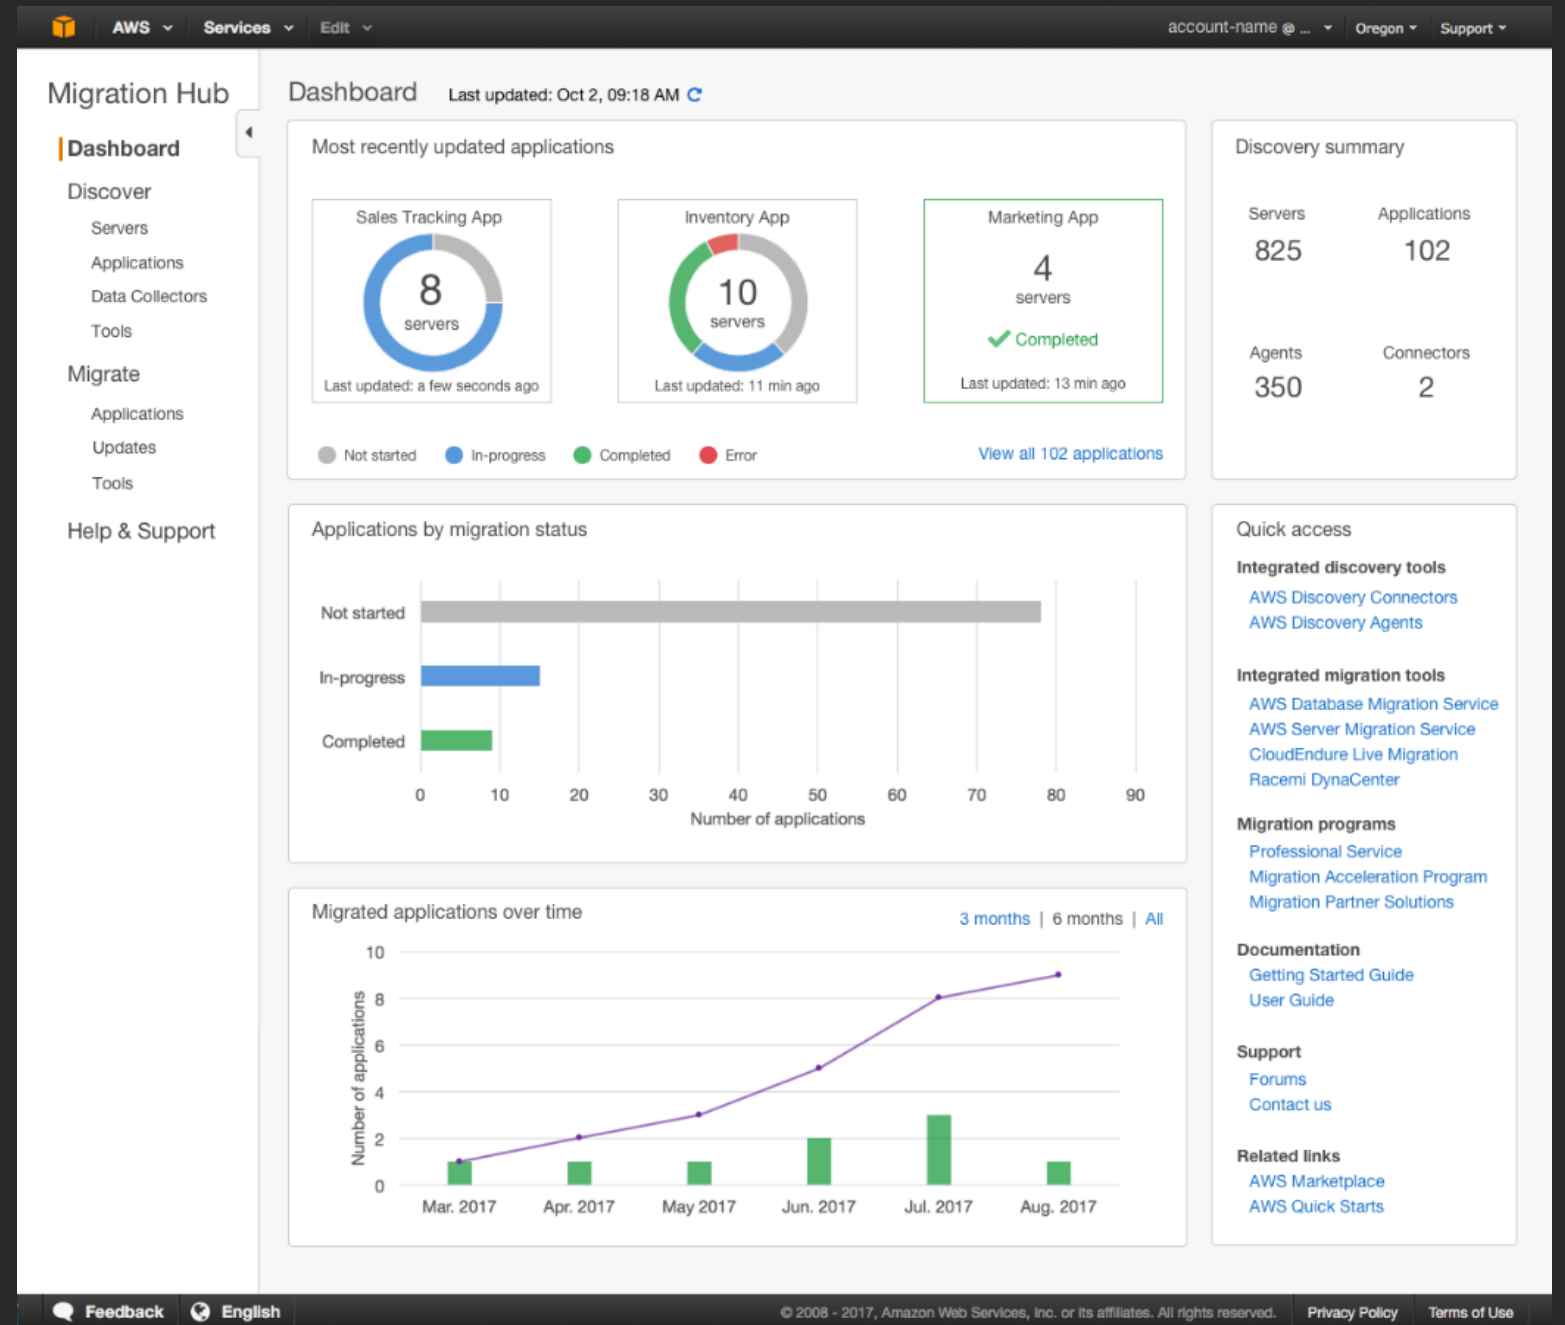 AWS Services Edit account-name @ ... Oregon Support
Migration Hub
Dashboard
Discover
Servers
Applications
Data Collectors
Tools
Migrate
Applications
Updates
Tools
Help & Support
Dashboard Last updated: Oct 2, 09:18 AM
Most recently updated applications
Sales Tracking App
8
servers
Last updated: a few seconds ago
Inventory App
10
servers
Last updated: 11 min ago
Marketing App
4
servers
Completed
Last updated: 13 min ago
Not started In-progress Completed Error View all 102 applications
Discovery summary
Servers Applications
825 102
Agents Connectors
350 2
Applications by migration status
Not started
In-progress
Completed
0 10 20 30 40 50 60 70 80 90
Number of applications
Migrated applications over time
3 months | 6 months | All
Number of applications
10
8
6
4
2
0
Mar. 2017 Apr. 2017 May 2017 Jun. 2017 Jul. 2017 Aug. 2017
Quick access
Integrated discovery tools
AWS Discovery Connectors
AWS Discovery Agents
Integrated migration tools
AWS Database Migration Service
AWS Server Migration Service
CloudEndure Live Migration
Racemi DynaCenter
Migration programs
Professional Service
Migration Acceleration Program
Migration Partner Solutions
Documentation
Getting Started Guide
User Guide
Support
Forums
Contact us
Related links
AWS Marketplace
AWS Quick Starts
Feedback English © 2008 - 2017, Amazon Web Services, Inc. or its affiliates. All rights reserved. Privacy Policy Terms of Use